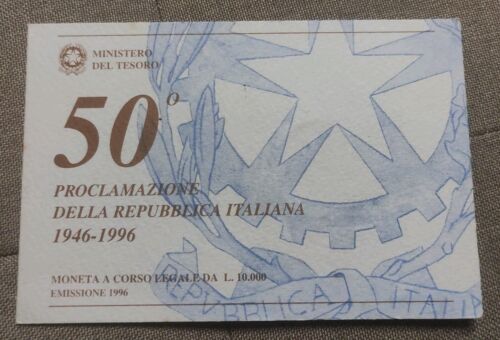 MINISTERO
DEL TESORO
50°
PROCLAMAZIONE
DELLA REPUBBLICA ITALIANA
1946-1996
MONETA A CORSO LEGALE DA L. 10.000
EMISSIONE 1996
REPVBBLICA ITALIA